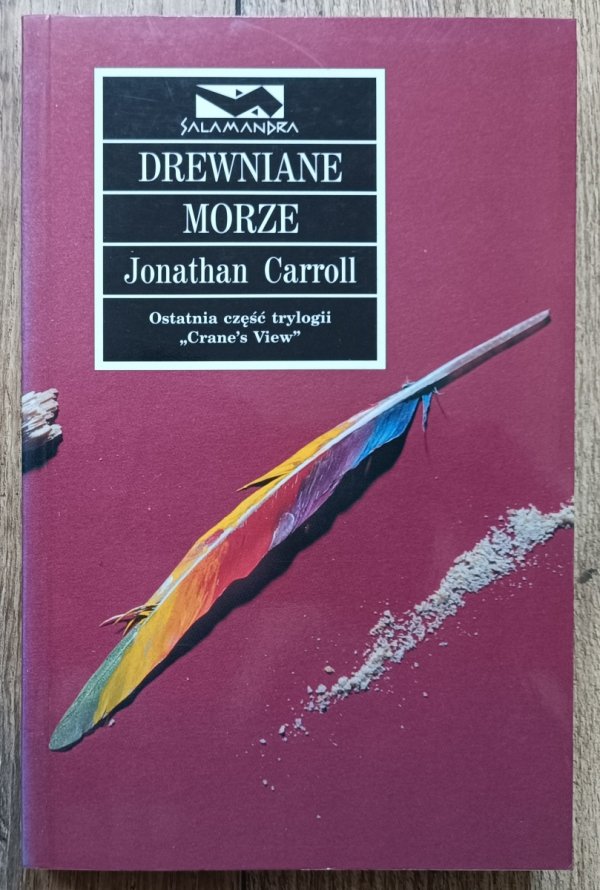 SALAMANDRA
DREWNIANE
MORZE
Jonathan Carroll
Ostatnia część trylogii
„Crane's View”